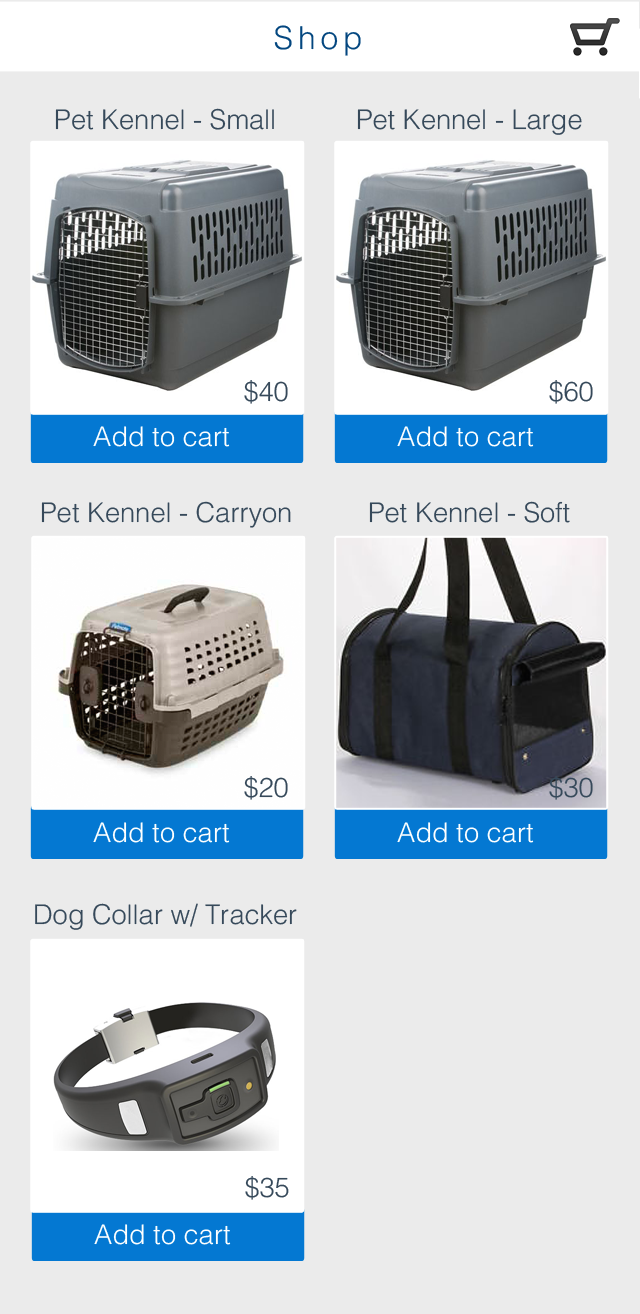 Shop
Pet Kennel - Small
Pet Kennel - Large
$40
$60
Add to cart
Add to cart
Pet Kennel - Carryon
Pet Kennel - Soft
$20
$30
Add to cart
Add to cart
Dog Collar w/ Tracker
$35
Add to cart